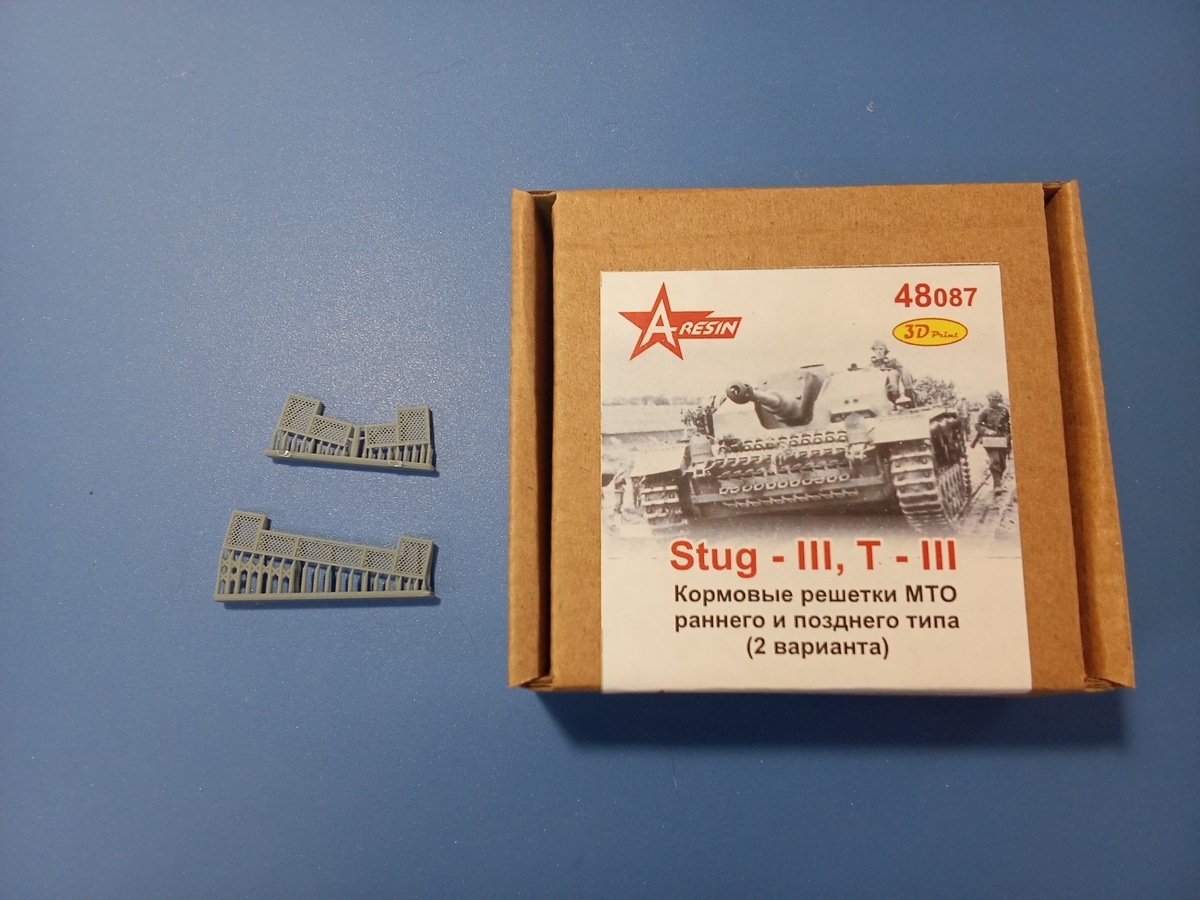 A-RESIN
48087
3D Print
Stug - III, T - III
Кормовые решетки МТО
раннего и позднего типа
(2 варианта)